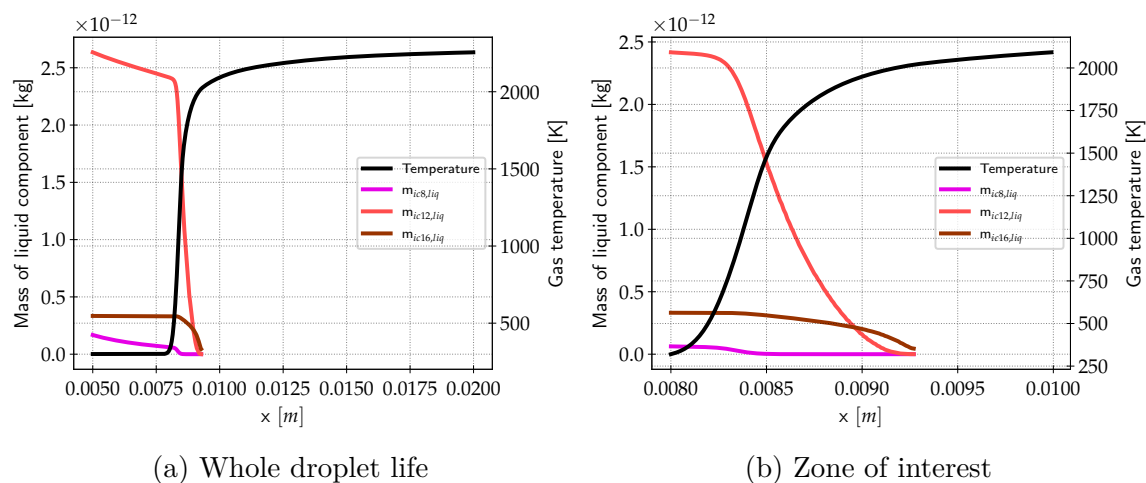 ×10−12
2.5
2.0
1.5
1.0
0.5
0.0
Mass of liquid component [kg]
2000
1500
1000
500
Gas temperature [K]
Temperature
m_ic8,liq
m_ic12,liq
m_ic16,liq
0.0050 0.0075 0.0100 0.0125 0.0150 0.0175 0.0200
x [m]
(a) Whole droplet life
×10−12
2.5
2.0
1.5
1.0
0.5
0.0
Mass of liquid component [kg]
2000
1750
1500
1250
1000
750
500
250
Gas temperature [K]
Temperature
m_ic8,liq
m_ic12,liq
m_ic16,liq
0.0080 0.0085 0.0090 0.0095 0.0100
x [m]
(b) Zone of interest